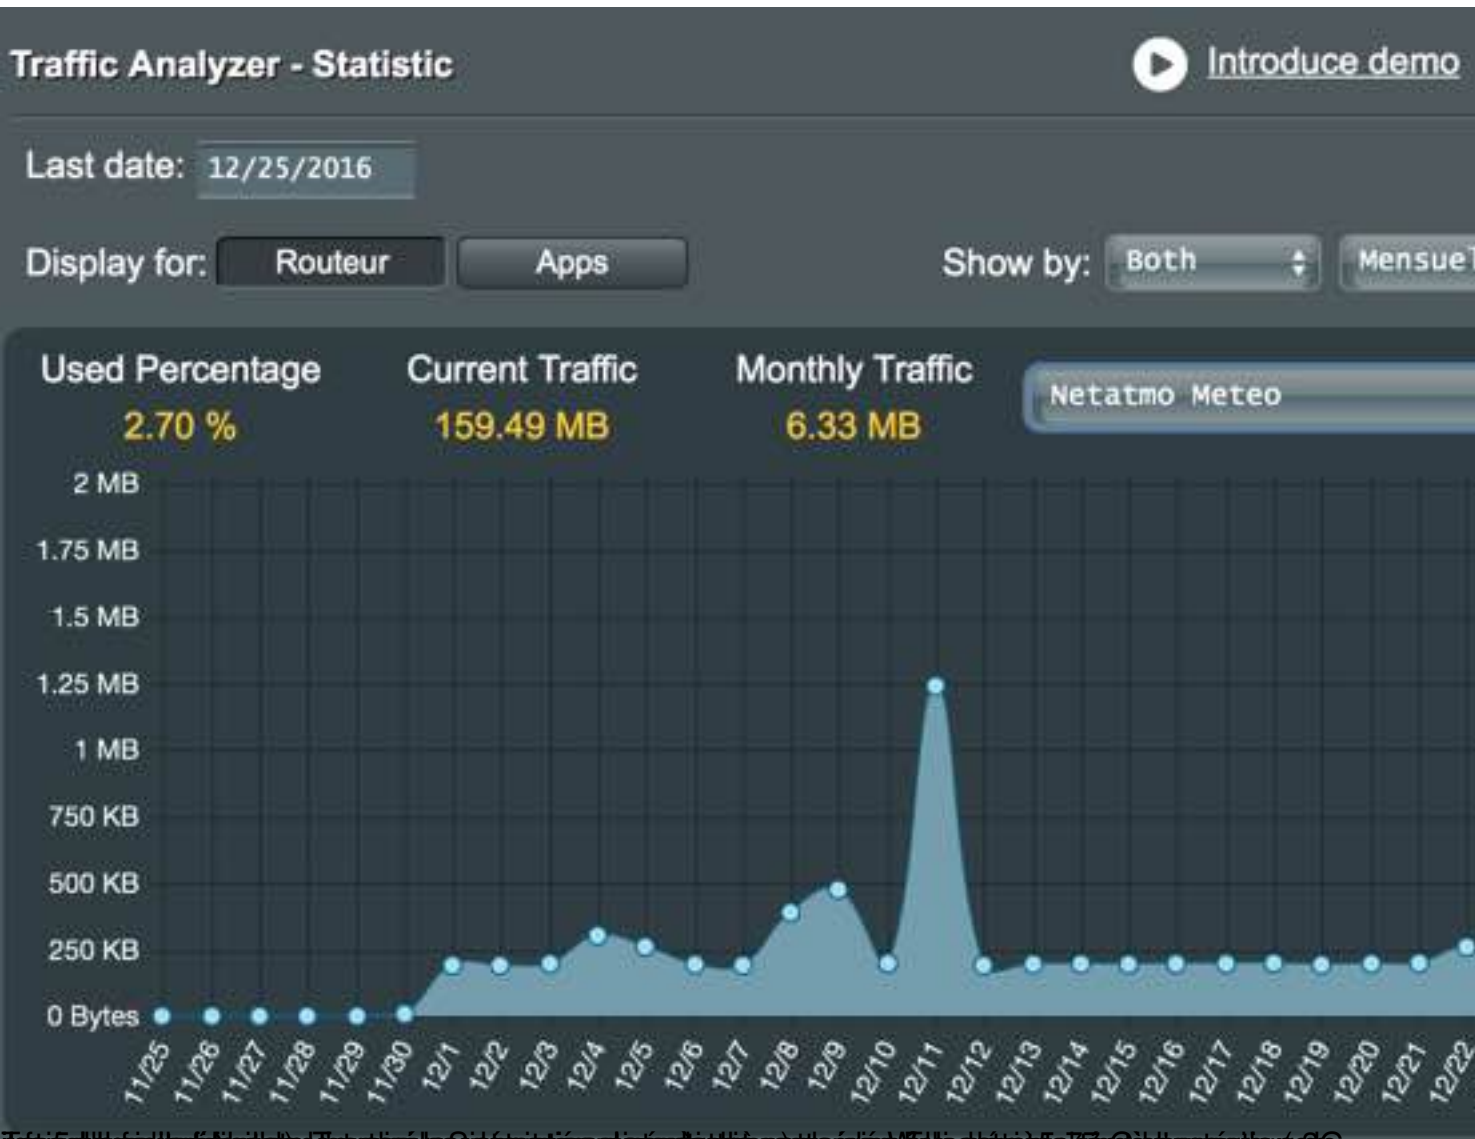 Traffic Analyzer - Statistic
Introduce demo
Last date: 12/25/2016
Display for: Routeur Apps
Show by: Both Mensuel
Used Percentage Current Traffic Monthly Traffic
Netatmo Meteo
2.70 % 159.49 MB 6.33 MB
2 MB
1.75 MB
1.5 MB
1.25 MB
1 MB
750 KB
500 KB
250 KB
0 Bytes
11/25 11/26 11/27 11/28 11/29 11/30 12/1 12/2 12/3 12/4 12/5 12/6 12/7 12/8 12/9 12/10 12/11 12/12 12/13 12/14 12/15 12/16 12/17 12/18 12/19 12/20 12/21 12/22